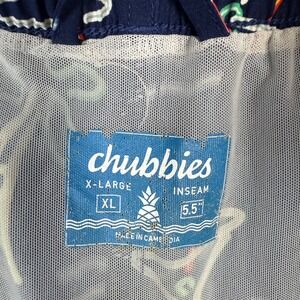 chubbies
X-LARGE INSEAM
XL 5.5"
MADE IN CAMBODIA